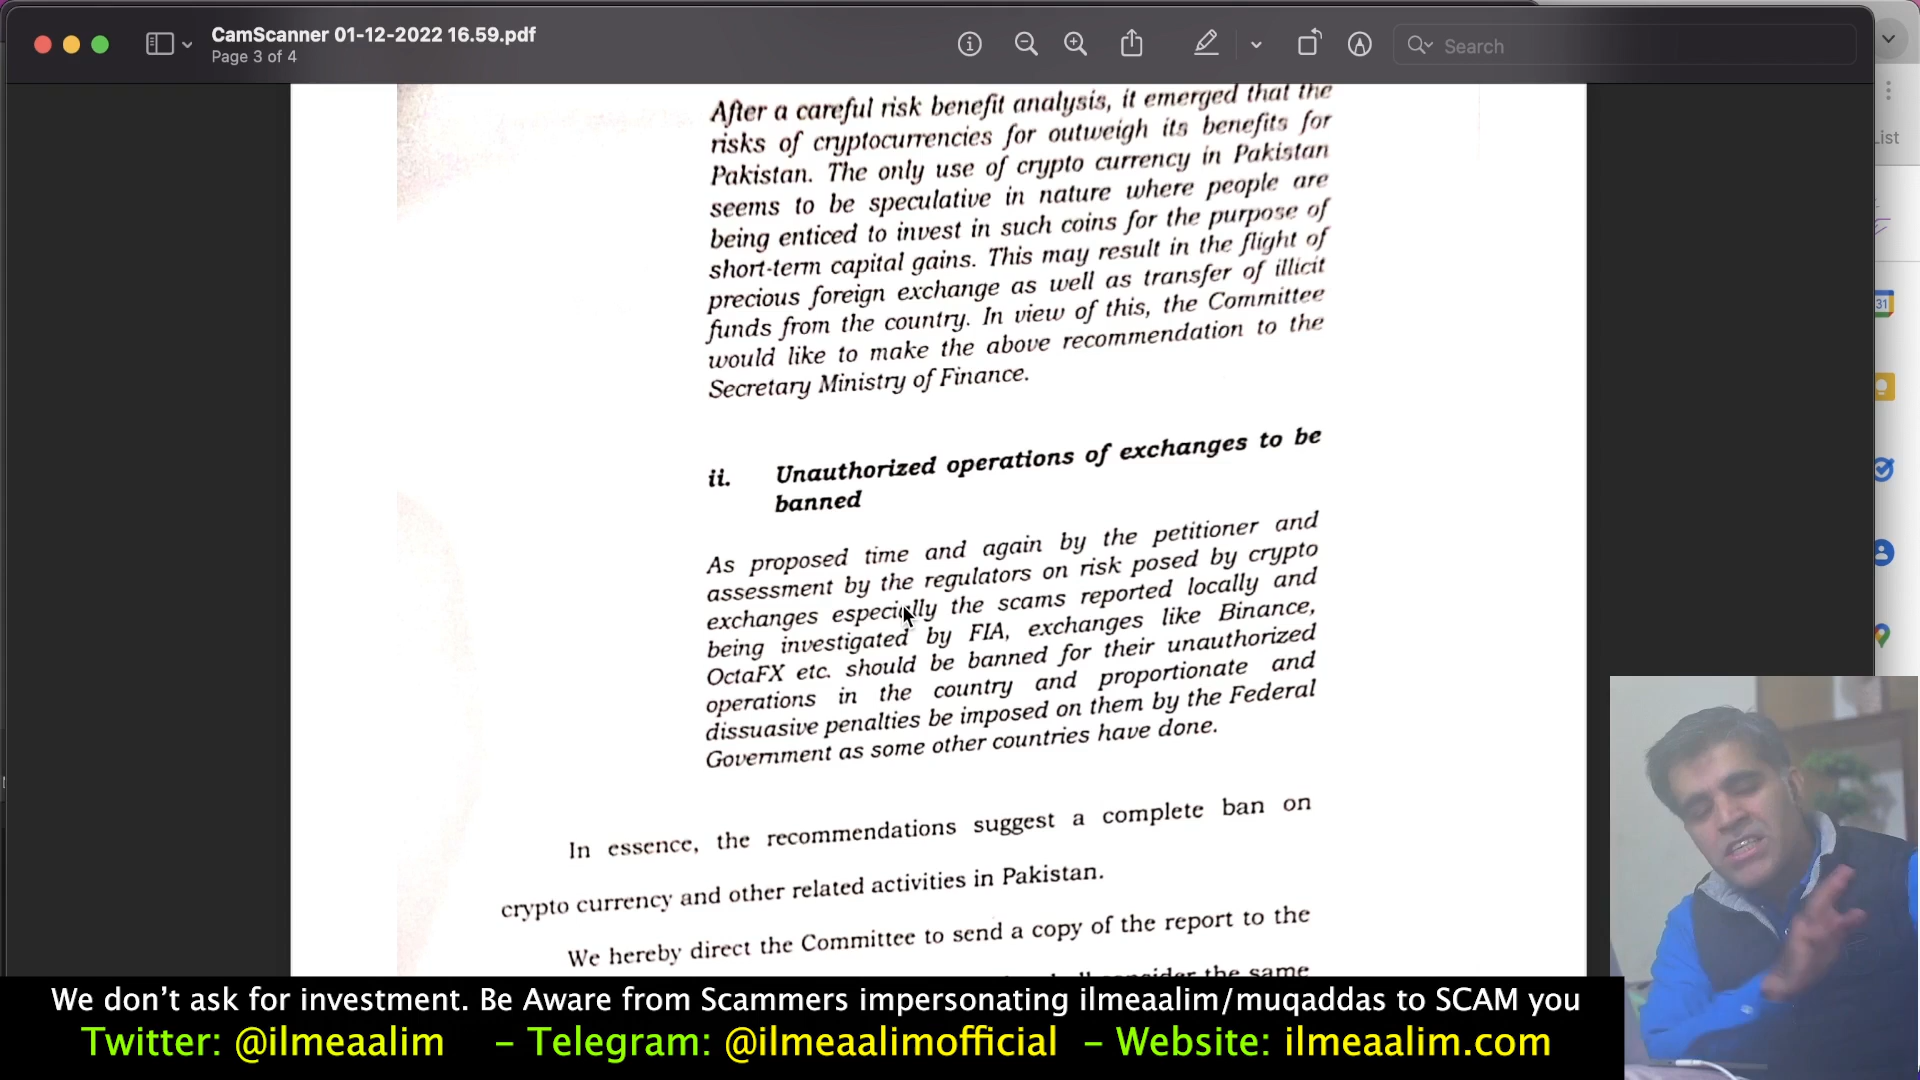 CamScanner 01-12-2022 16.59.pdf
Page 3 of 4
Search
List
31
After a careful risk benefit analysis, it emerged that the
risks of cryptocurrencies for outweigh its benefits for
Pakistan. The only use of crypto currency in Pakistan
seems to be speculative in nature where people are
being enticed to invest in such coins for the purpose of
short-term capital gains. This may result in the flight of
precious foreign exchange as well as transfer of illicit
funds from the country. In view of this, the Committee
would like to make the above recommendation to the
Secretary Ministry of Finance.
ii. Unauthorized operations of exchanges to be
banned
As proposed time and again by the petitioner and
assessment by the regulators on risk posed by crypto
exchanges especially the scams reported locally and
being investigated by FIA, exchanges like Binance,
OctaFX etc. should be banned for their unauthorized
operations in the country and proportionate and
dissuasive penalties be imposed on them by the Federal
Government as some other countries have done.
In essence, the recommendations suggest a complete ban on
crypto currency and other related activities in Pakistan.
We hereby direct the Committee to send a copy of the report to the
the same
We don't ask for investment. Be Aware from Scammers impersonating ilmeaalim/muqaddas to SCAM you
Twitter: @ilmeaalim – Telegram: @ilmeaalimofficial – Website: ilmeaalim.com